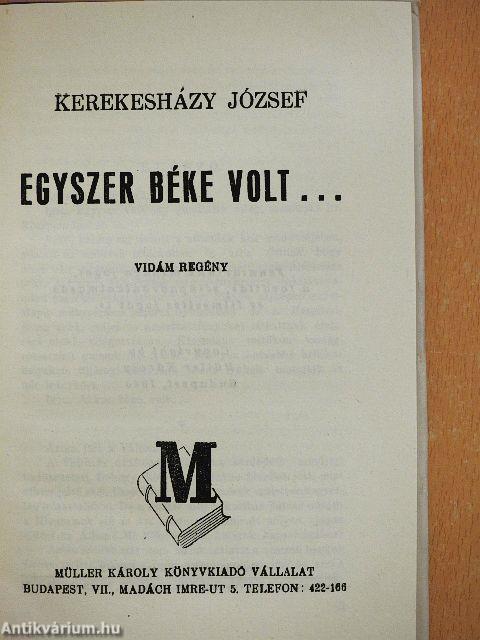 KEREKESHÁZY JÓZSEF
EGYSZER BÉKE VOLT...
VIDÁM REGÉNY
M
MÜLLER KÁROLY KÖNYVKIADÓ VÁLLALAT
BUDAPEST, VII., MADÁCH IMRE-UT 5. TELEFON: 422-166
Antikvárium.hu